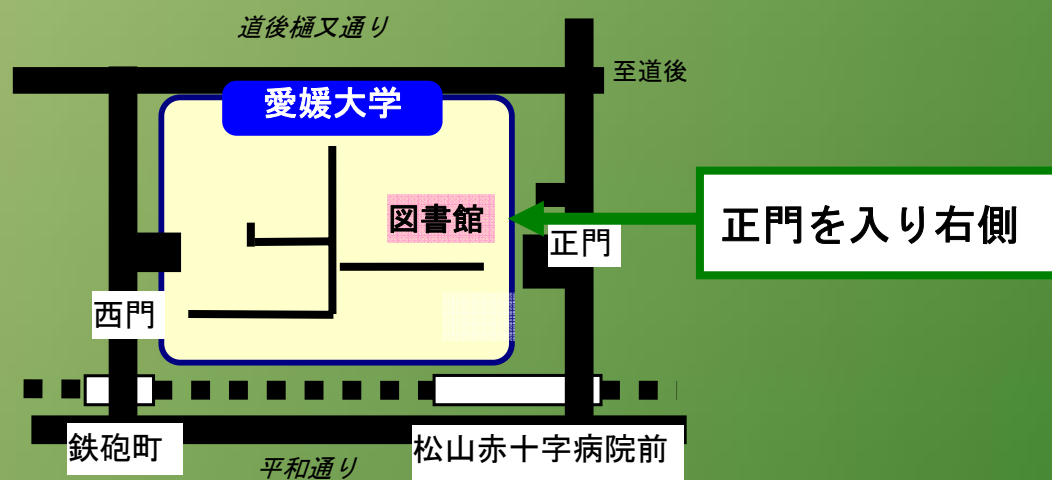 道後樋又通り
至道後
愛媛大学
図書館
正門を入り右側
正門
西門
鉄砲町
松山赤十字病院前
平和通り